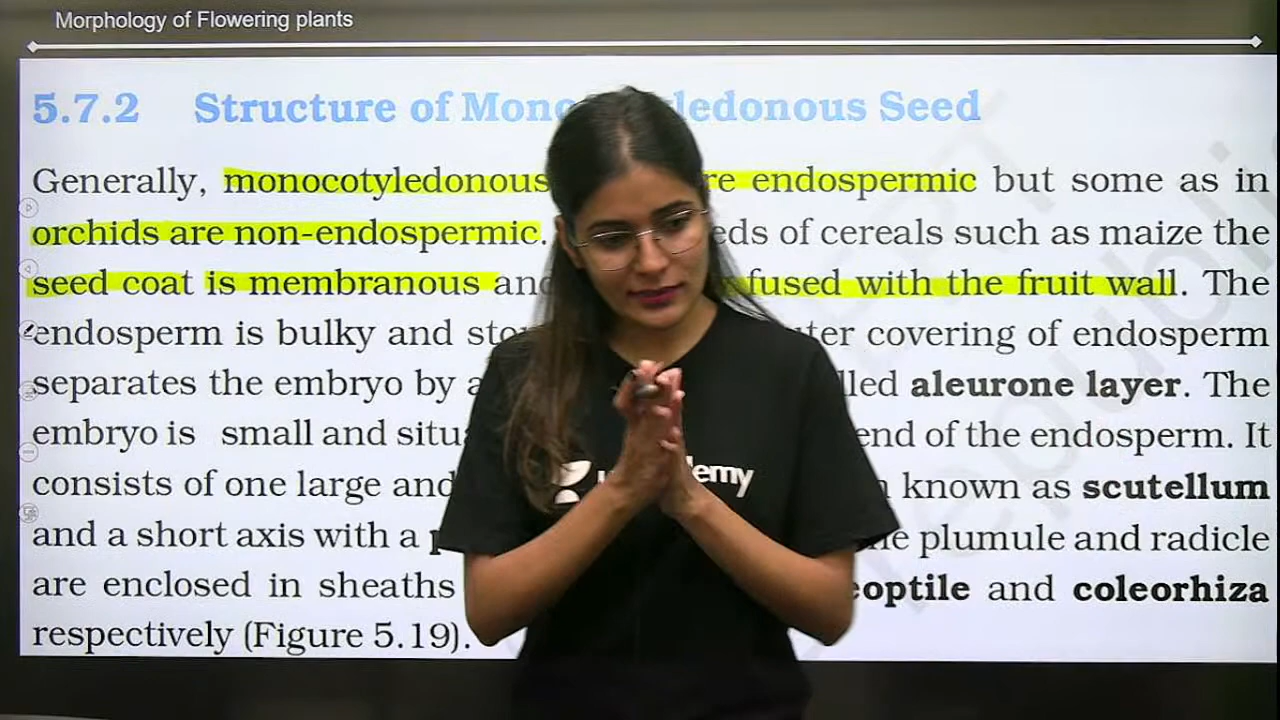 Morphology of Flowering plants
5.7.2 Structure of Mono yledonous Seed
Generally, monocotyledonous re endospermic but some as in
orchids are non-endospermic. eds of cereals such as maize the
seed coat is membranous and fused with the fruit wall. The
endosperm is bulky and sto ter covering of endosperm
separates the embryo by a lled aleurone layer. The
embryo is small and situ end of the endosperm. It
consists of one large and known as scutellum
and a short axis with a plumule and radicle
are enclosed in sheaths eoptile and coleorhiza
respectively (Figure 5.19).
emy